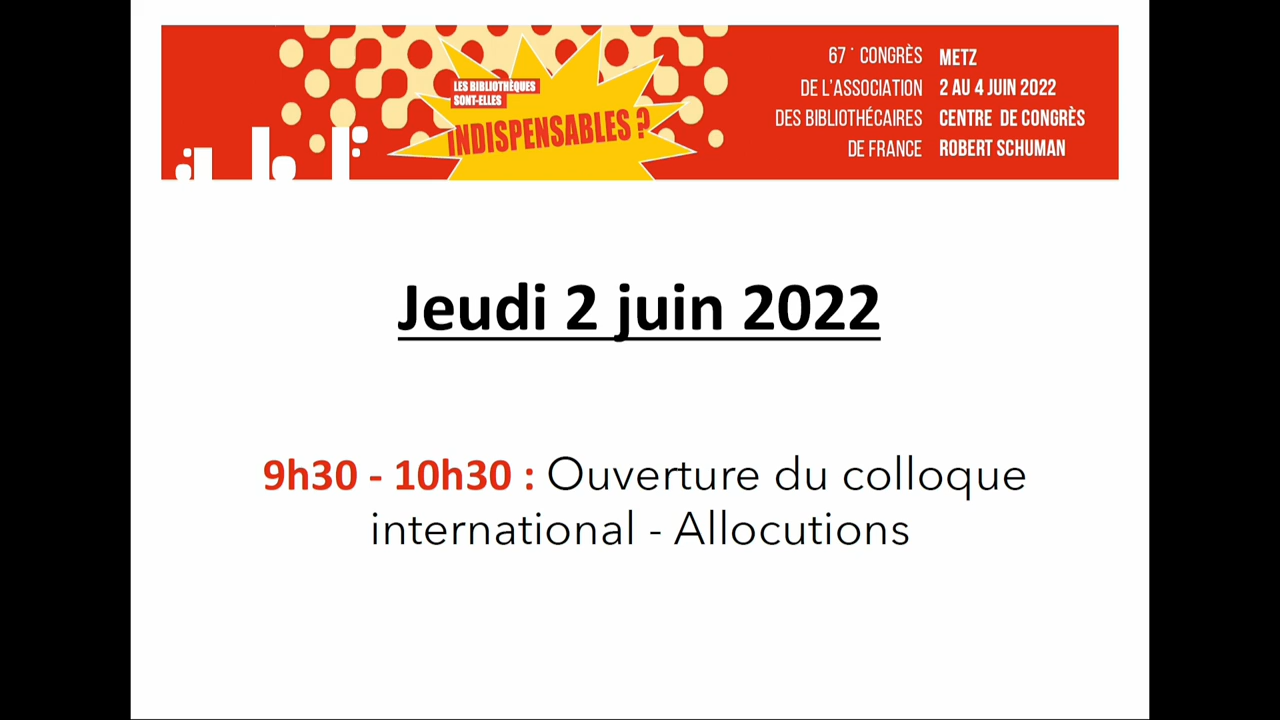 LES BIBLIOTHÈQUES
SONT-ELLES
INDISPENSABLES ?
abf
67e CONGRÈS
DE L'ASSOCIATION
DES BIBLIOTHÉCAIRES
DE FRANCE
METZ
2 AU 4 JUIN 2022
CENTRE DE CONGRÈS
ROBERT SCHUMAN
Jeudi 2 juin 2022
9h30 - 10h30 : Ouverture du colloque
international - Allocutions